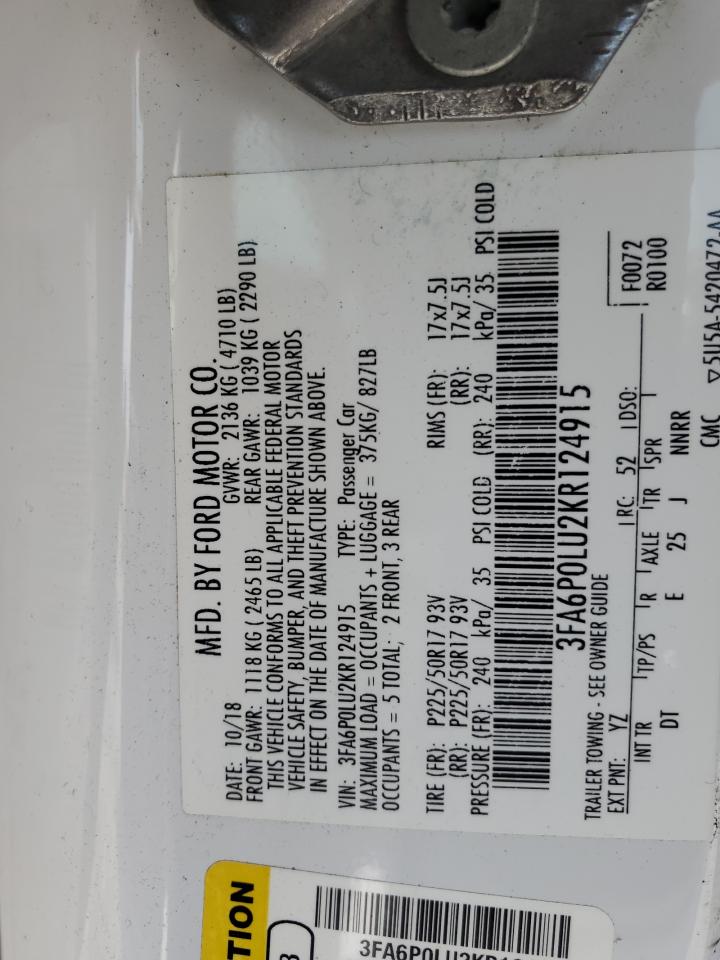 MFD. BY FORD MOTOR CO.
DATE: 10/18 GVWR: 2136 KG ( 4710 LB)
FRONT GAWR: 1118 KG ( 2465 LB) REAR GAWR: 1039 KG ( 2290 LB)
THIS VEHICLE CONFORMS TO ALL APPLICABLE FEDERAL MOTOR
VEHICLE SAFETY, BUMPER, AND THEFT PREVENTION STANDARDS
IN EFFECT ON THE DATE OF MANUFACTURE SHOWN ABOVE.
VIN: 3FA6P0LU2KR124915 TYPE: Passenger Car
MAXIMUM LOAD = OCCUPANTS + LUGGAGE = 375KG/ 827LB
OCCUPANTS = 5 TOTAL; 2 FRONT, 3 REAR
TIRE (FR): P225/50R17 93V RIMS (FR): 17x7.5J
(RR): P225/50R17 93V (RR): 17x7.5J
PRESSURE (FR): 240 kPa/ 35 PSI COLD (RR): 240 kPa/ 35 PSI COLD
3FA6P0LU2KR124915
TRAILER TOWING - SEE OWNER GUIDE
EXT PNT: YZ RC: 52 DSO: F0072
R0100
INT TR TP/PS R AXLE TR SPR
DT E 25 J NNRR
CMC ▽5U5A-5420472-AA
TION